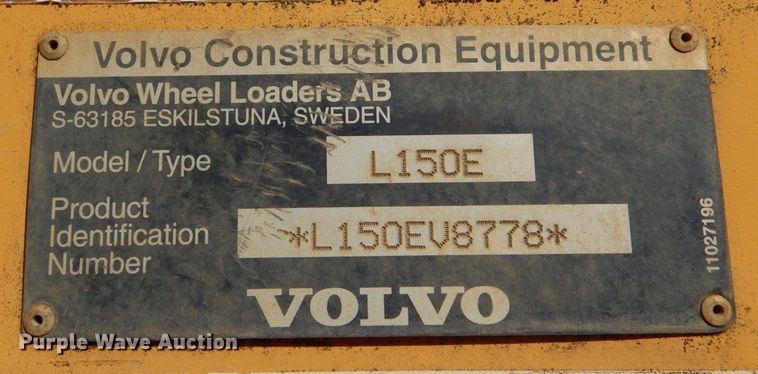 Volvo Construction Equipment
Volvo Wheel Loaders AB
S-63185 ESKILSTUNA, SWEDEN
Model / Type L150E
Product
Identification *L150EV8778*
Number
11027196
VOLVO
Purple Wave Auction